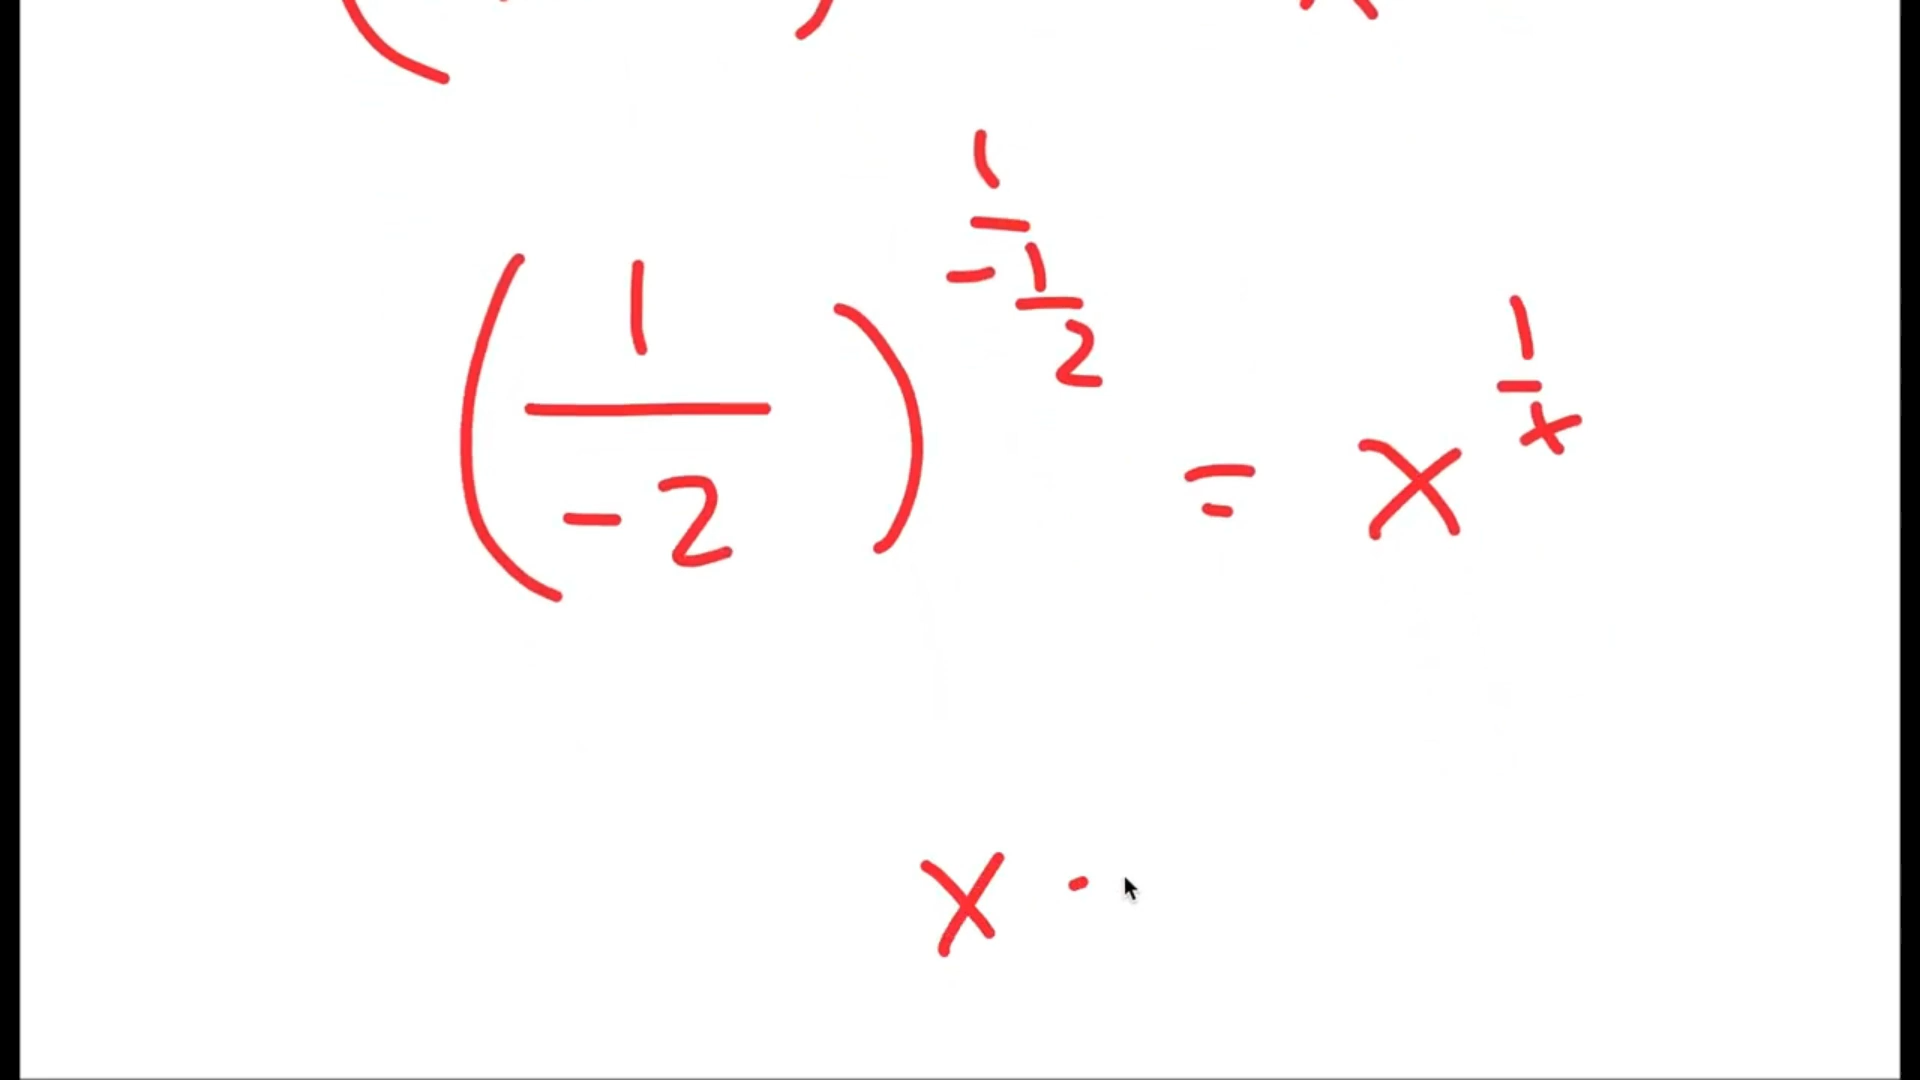 (1/-2)^(1/(-1/2)) = x^(1/x)
x -